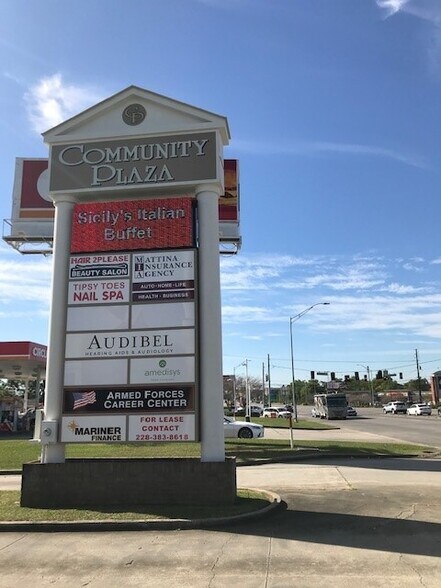 COMMUNITY
PLAZA
Sicily's Italian
Buffet
HAIR 2PLEASE
BEAUTY SALON
TIPSY TOES
NAIL SPA
MATTINA
INSURANCE
AGENCY
AUTO•HOME•LIFE
HEALTH • BUSINESS
AUDIBEL
HEARING AIDS & AUDIOLOGY
amedisys
ARMED FORCES
CAREER CENTER
MARINER
FINANCE
FOR LEASE
CONTACT
228-383-8618